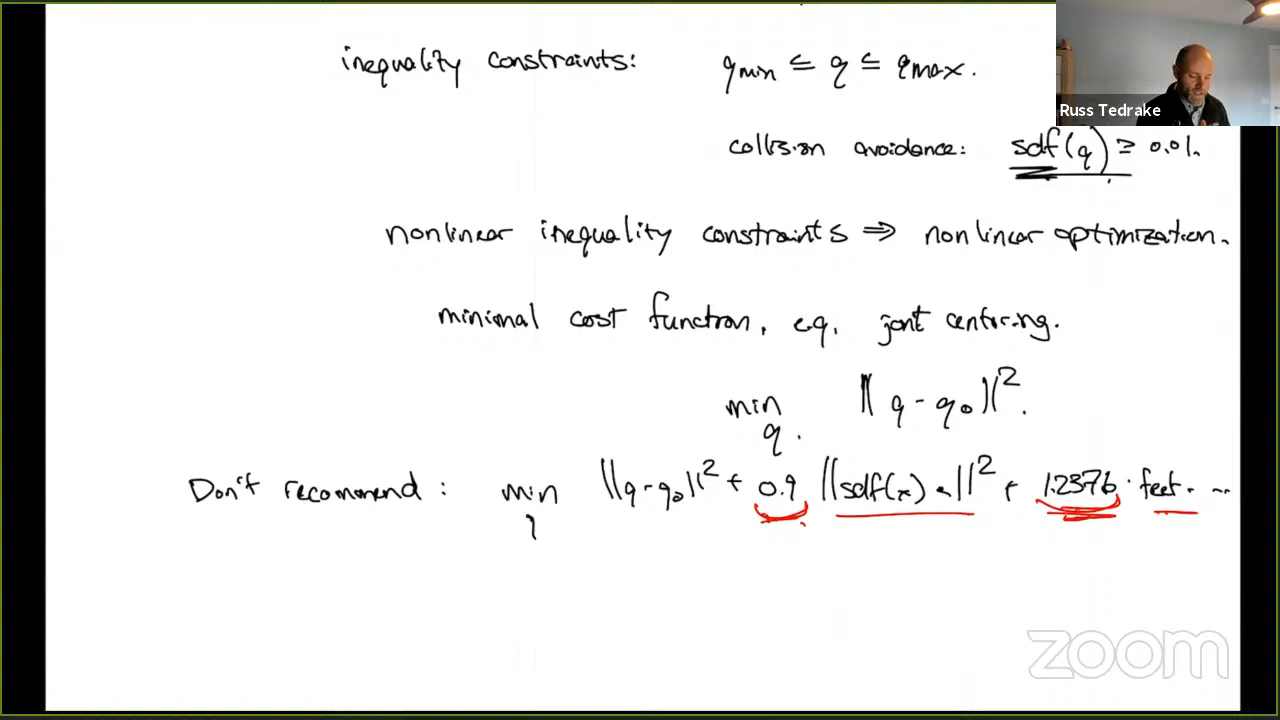 inequality constraints: qmin ≤ q ≤ qmax.
Russ Tedrake
collision avoidance: sdf(q) ≥ 0.01.
nonlinear inequality constraints ⇒ nonlinear optimization.
minimal cost function, e.g. joint centering.
min ‖q - q₀‖².
q.
Don't recommend: min ‖q-q₀‖² + 0.9 ‖sdf(x) ‖² + 1.2376 · feet. ...
q
zoom